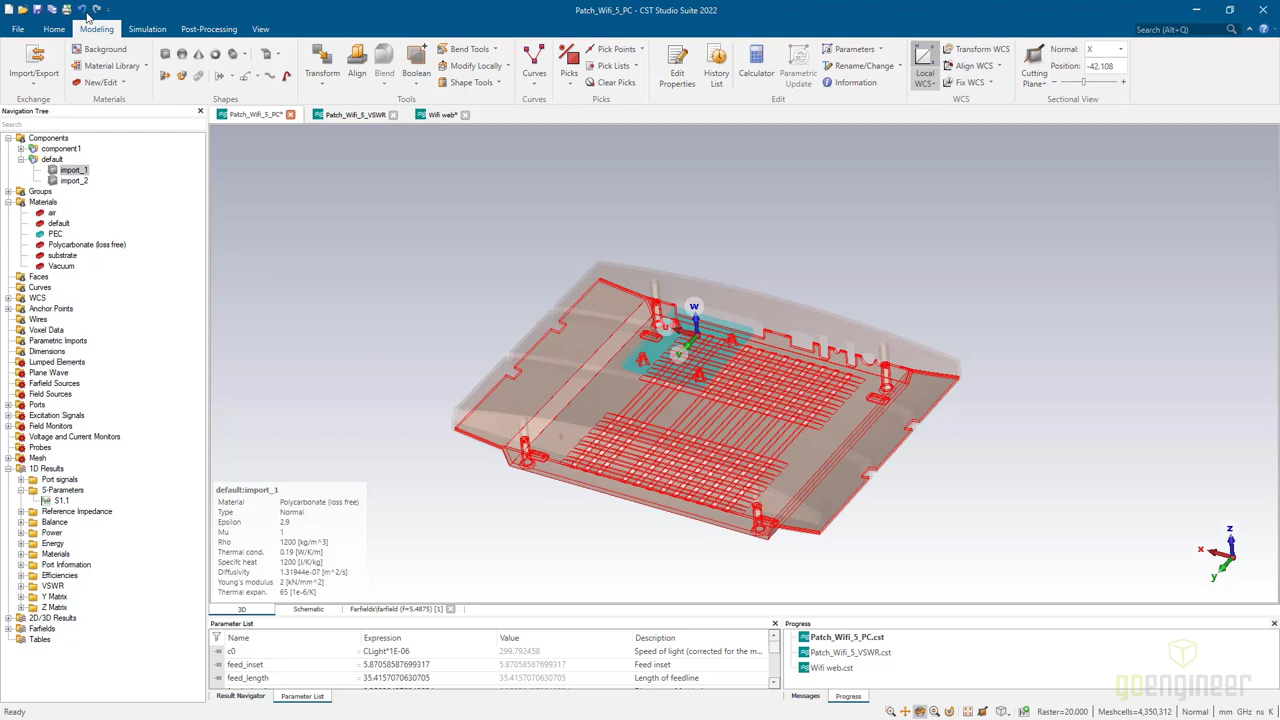 Patch_Wifi_5_PC - CST Studio Suite 2022
File Home Modeling Simulation Post-Processing View Search (Alt+Q)
Import/Export
Exchange
Background
Material Library
New/Edit
Materials
Shapes
Transform Align Blend Boolean
Bend Tools
Modify Locally
Shape Tools
Tools
Curves
Curves
Picks
Pick Points
Pick Lists
Clear Picks
Picks
Edit Properties
History List
Calculator
Parametric Update
Parameters
Rename/Change
Information
Edit
Local WCS
Transform WCS
Align WCS
Fix WCS
WCS
Cutting Plane
Normal: X
Position: -42.108
Sectional View
Navigation Tree
Search
Patch_Wifi_5_PC* Patch_Wifi_5_VSWR Wifi web*
Components
component1
default
import_1
import_2
Groups
Materials
air
default
PEC
Polycarbonate (loss free)
substrate
Vacuum
Faces
Curves
WCS
Anchor Points
Wires
Voxel Data
Parametric Imports
Dimensions
Lumped Elements
Plane Wave
Farfield Sources
Field Sources
Ports
Excitation Signals
Field Monitors
Voltage and Current Monitors
Probes
Mesh
1D Results
Port signals
S-Parameters
S1,1
Reference Impedance
Balance
Power
Energy
Materials
Port Information
Efficiencies
VSWR
Y Matrix
Z Matrix
2D/3D Results
Farfields
Tables
w
u
v
z
x
y
default:import_1
Material Polycarbonate (loss free)
Type Normal
Epsilon 2.9
Mu 1
Rho 1200 [kg/m^3]
Thermal cond. 0.19 [W/K/m]
Specifc heat 1200 [J/K/kg]
Diffusivity 1.31944e-07 [m^2/s]
Young's modulus 2 [kN/mm^2]
Thermal expan. 65 [1e-6/K]
3D Schematic Farfields\farfield (f=5.4875) [1]
Parameter List
Name Expression Value Description
c0 = CLight*1E-06 299.792458 Speed of light (corrected for the m...
feed_inset = 5.87058587699317 5.87058587699317 Feed inset
feed_length = 35.4157070630705 35.4157070630705 Length of feedline
Result Navigator Parameter List
Progress
Patch_Wifi_5_PC.cst
Patch_Wifi_5_VSWR.cst
Wifi web.cst
Messages Progress
goengineer
Ready
Raster=20.000 Meshcells=4,350,312 Normal mm GHz ns K